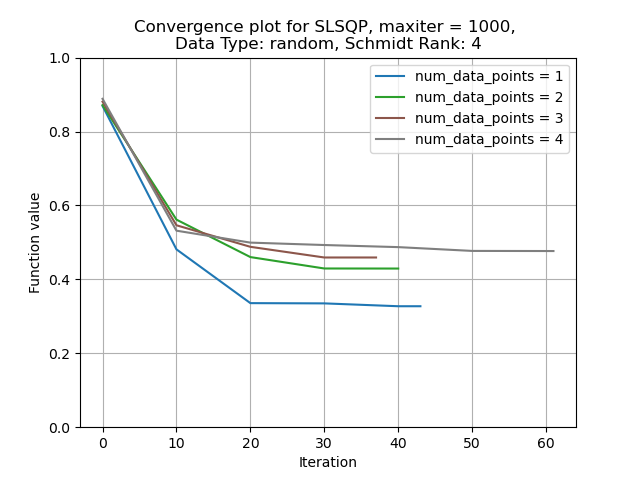 Convergence plot for SLSQP, maxiter = 1000,
Data Type: random, Schmidt Rank: 4
num_data_points = 1
num_data_points = 2
num_data_points = 3
num_data_points = 4
Function value
1.0
0.8
0.6
0.4
0.2
0.0
0 10 20 30 40 50 60
Iteration